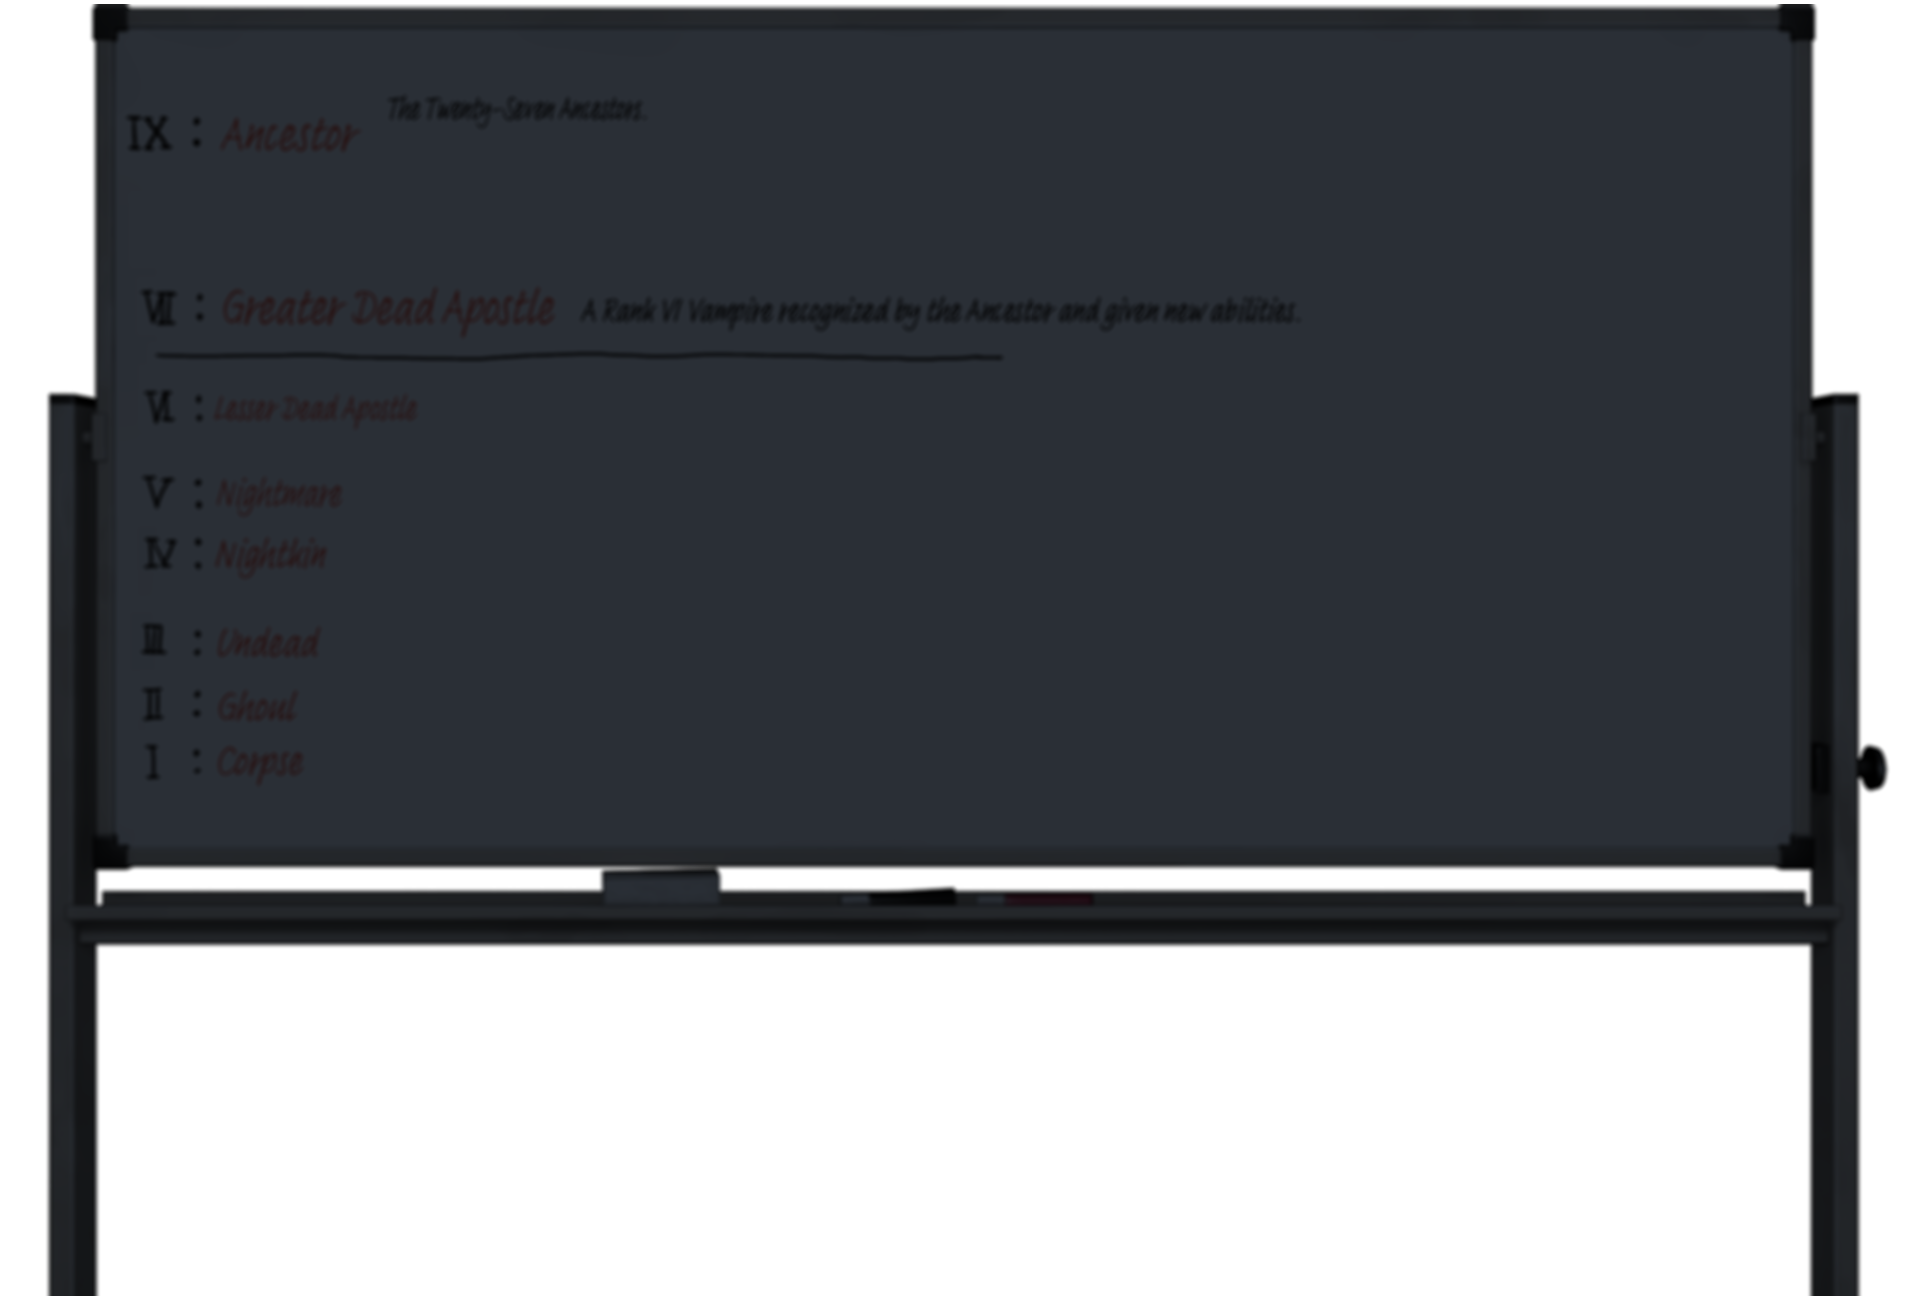 IX : Ancestor The Twenty-Seven Ancestors.
VII : Greater Dead Apostle A Rank VI Vampire recognized by the Ancestor and given new abilities.
VI : Lesser Dead Apostle
V : Nightmare
IV : Nightkin
III : Undead
II : Ghoul
I : Corpse